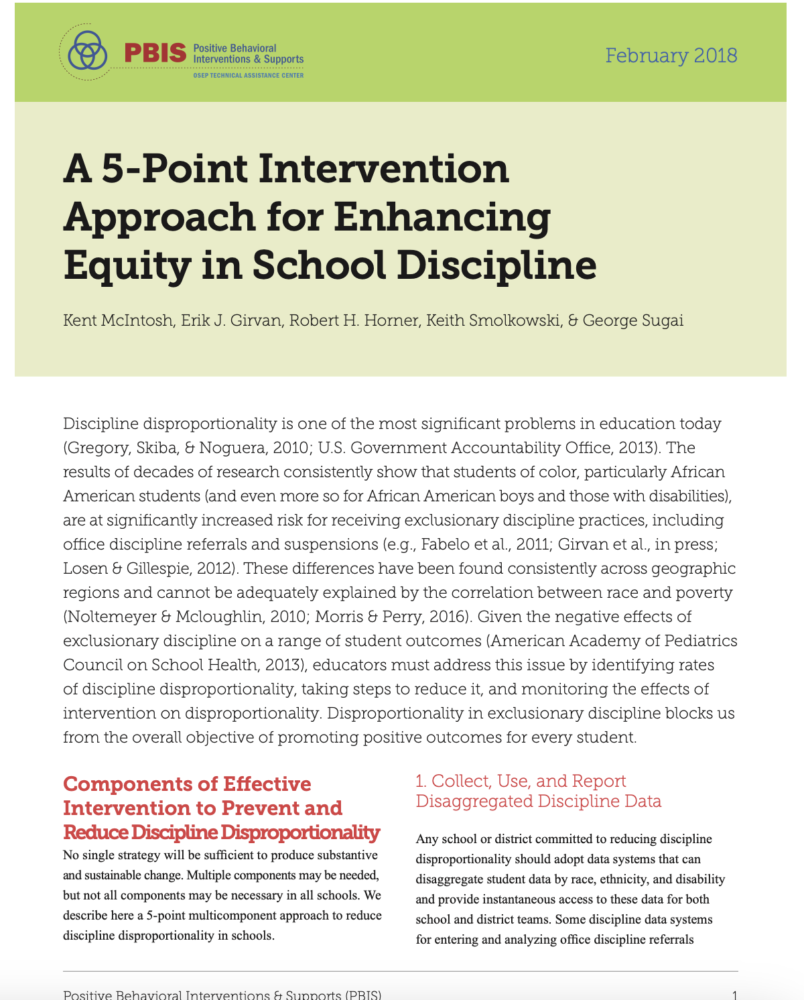 PBIS Positive Behavioral
Interventions & Supports
OSEP TECHNICAL ASSISTANCE CENTER
February 2018
A 5-Point Intervention
Approach for Enhancing
Equity in School Discipline
Kent McIntosh, Erik J. Girvan, Robert H. Horner, Keith Smolkowski, & George Sugai
Discipline disproportionality is one of the most significant problems in education today
(Gregory, Skiba, & Noguera, 2010; U.S. Government Accountability Office, 2013). The
results of decades of research consistently show that students of color, particularly African
American students (and even more so for African American boys and those with disabilities),
are at significantly increased risk for receiving exclusionary discipline practices, including
office discipline referrals and suspensions (e.g., Fabelo et al., 2011; Girvan et al., in press;
Losen & Gillespie, 2012). These differences have been found consistently across geographic
regions and cannot be adequately explained by the correlation between race and poverty
(Noltemeyer & Mcloughlin, 2010; Morris & Perry, 2016). Given the negative effects of
exclusionary discipline on a range of student outcomes (American Academy of Pediatrics
Council on School Health, 2013), educators must address this issue by identifying rates
of discipline disproportionality, taking steps to reduce it, and monitoring the effects of
intervention on disproportionality. Disproportionality in exclusionary discipline blocks us
from the overall objective of promoting positive outcomes for every student.
Components of Effective
Intervention to Prevent and
Reduce Discipline Disproportionality
No single strategy will be sufficient to produce substantive
and sustainable change. Multiple components may be needed,
but not all components may be necessary in all schools. We
describe here a 5-point multicomponent approach to reduce
discipline disproportionality in schools.
1. Collect, Use, and Report
Disaggregated Discipline Data
Any school or district committed to reducing discipline
disproportionality should adopt data systems that can
disaggregate student data by race, ethnicity, and disability
and provide instantaneous access to these data for both
school and district teams. Some discipline data systems
for entering and analyzing office discipline referrals
Positive Behavioral Interventions & Supports (PBIS)
1